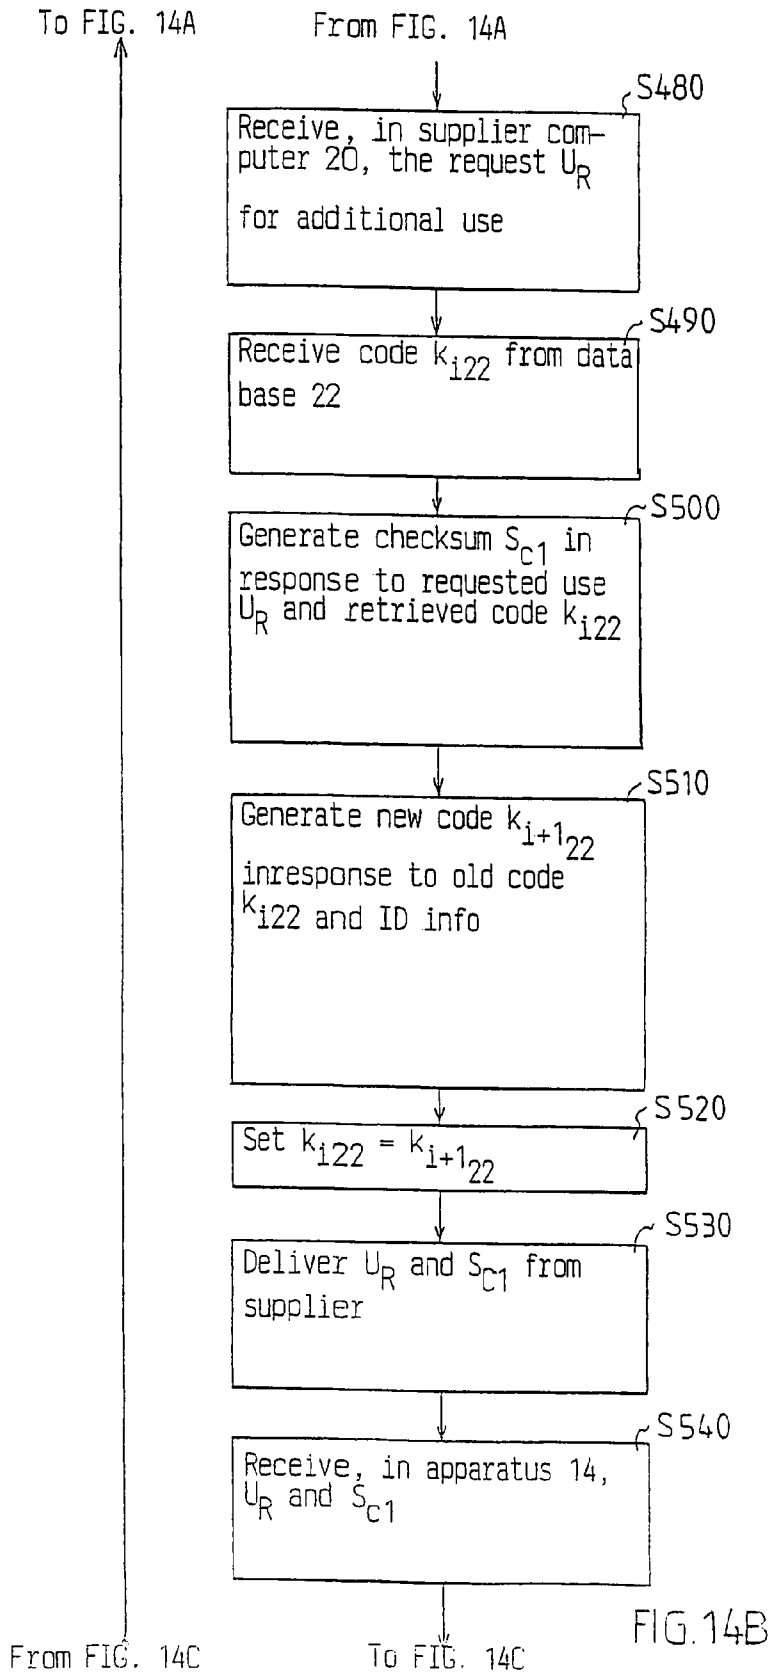 To FIG. 14A
From FIG. 14A
S480
Receive, in supplier com-
puter 20, the request U_R
for additional use
S490
Receive code k_i22 from data
base 22
S500
Generate checksum S_c1 in
response to requested use
U_R and retrieved code k_i22
S510
Generate new code k_i+1_22
inresponse to old code
k_i22 and ID info
S520
Set k_i22 = k_i+1_22
S530
Deliver U_R and S_C1 from
supplier
S540
Receive, in apparatus 14,
U_R and S_c1
FIG.14B
From FIG. 14C
To FIG. 14C